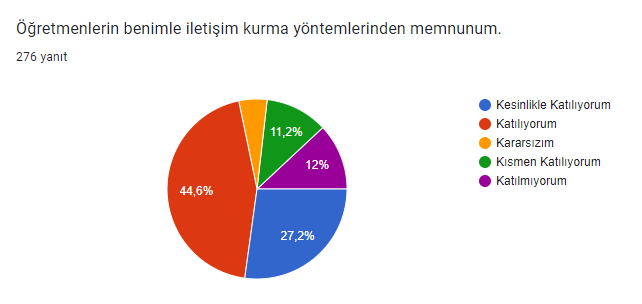 Öğretmenlerin benimle iletişim kurma yöntemlerinden memnunum.
276 yanıt
Kesinlikle Katılıyorum
Katılıyorum
Kararsızım
Kısmen Katılıyorum
Katılmıyorum
11,2%
12%
44,6%
27,2%